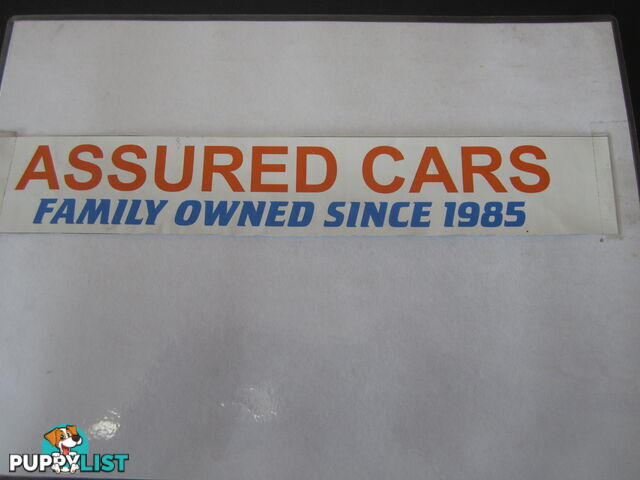 ASSURED CARS
FAMILY OWNED SINCE 1985
PUPPYLIST